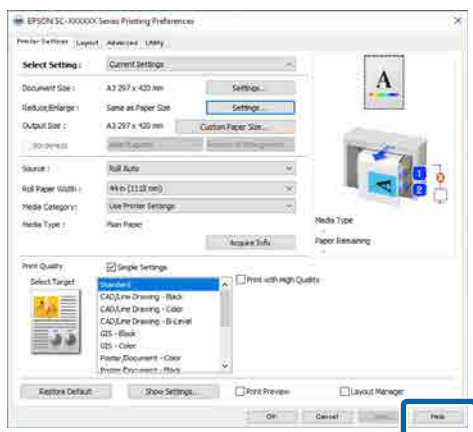 EPSON SC-XXXXXX Series Printing Preferences
Printer Settings Layout Advanced Utility
Select Setting : Current Settings
Document Size : A3 297 x 420 mm Settings...
Reduce/Enlarge : Same as Paper Size Settings...
Output Size : A3 297 x 420 mm Custom Paper Size...
Borderless
Source : Roll Auto
Roll Paper Width : 44 in (1118 mm)
Media Category: Use Printer Settings
Media Type : Plain Paper
Acquire Info
A
A
1
2
Media Type
Paper Remaining
Print Quality Simple Settings
Select Target Standard Print with High Quality
CAD/Line Drawing - Black
CAD/Line Drawing - Color
CAD/Line Drawing - Bi-Level
GIS - Black
GIS - Color
Poster/Document - Color
Poster/Document - Black
Restore Default Show Settings... Print Preview Layout Manager
OK Cancel Help